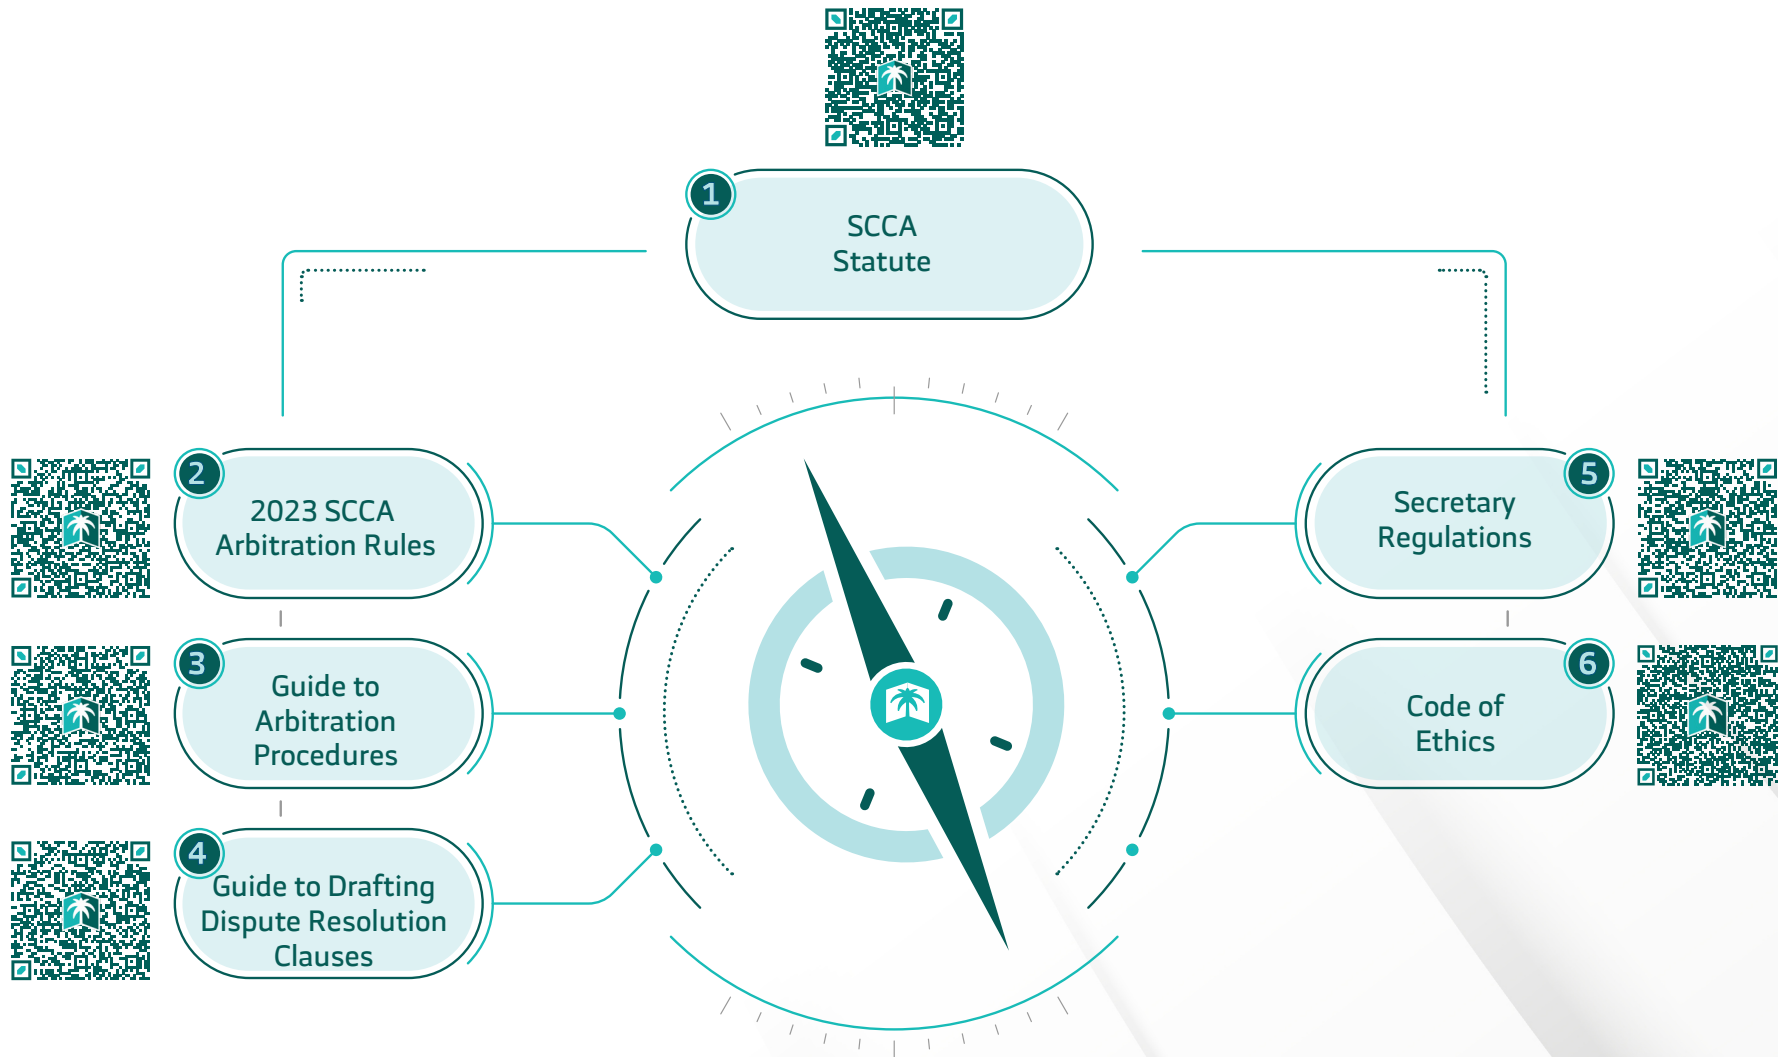 1
SCCA
Statute
2
2023 SCCA
Arbitration Rules
3
Guide to
Arbitration
Procedures
4
Guide to Drafting
Dispute Resolution
Clauses
5
Secretary
Regulations
6
Code of
Ethics